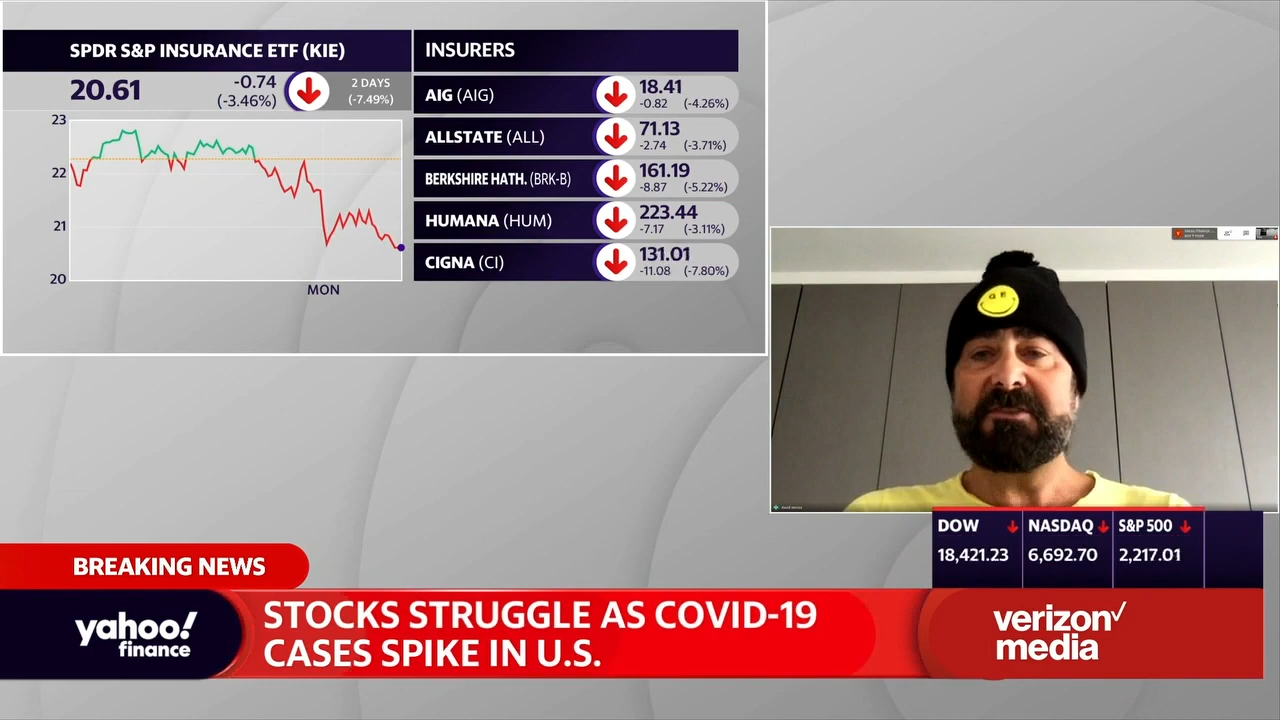 SPDR S&P INSURANCE ETF (KIE)
20.61
-0.74
(-3.46%)
2 DAYS
(-7.49%)
23
22
21
20
MON
INSURERS
AIG (AIG)
18.41
-0.82 (-4.26%)
ALLSTATE (ALL)
71.13
-2.74 (-3.71%)
BERKSHIRE HATH. (BRK-B)
161.19
-8.87 (-5.22%)
HUMANA (HUM)
223.44
-7.17 (-3.11%)
CIGNA (CI)
131.01
-11.08 (-7.80%)
DOW
18,421.23
NASDAQ
6,692.70
S&P 500
2,217.01
BREAKING NEWS
yahoo!
finance
STOCKS STRUGGLE AS COVID-19
CASES SPIKE IN U.S.
verizon
media